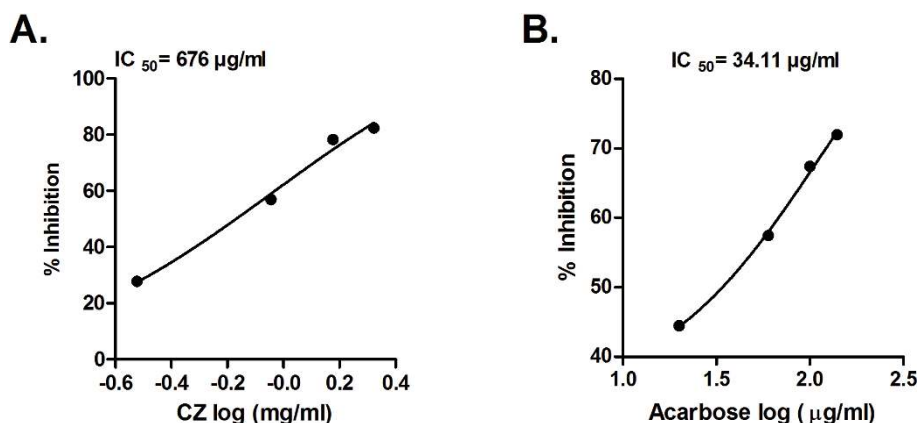 A.
IC 50= 676 µg/ml
% Inhibition
100
80
60
40
20
0
-0.6 -0.4 -0.2 -0.0 0.2 0.4
CZ log (mg/ml)
B.
IC 50= 34.11 µg/ml
% Inhibition
80
70
60
50
40
1.0 1.5 2.0 2.5
Acarbose log ( µg/ml)